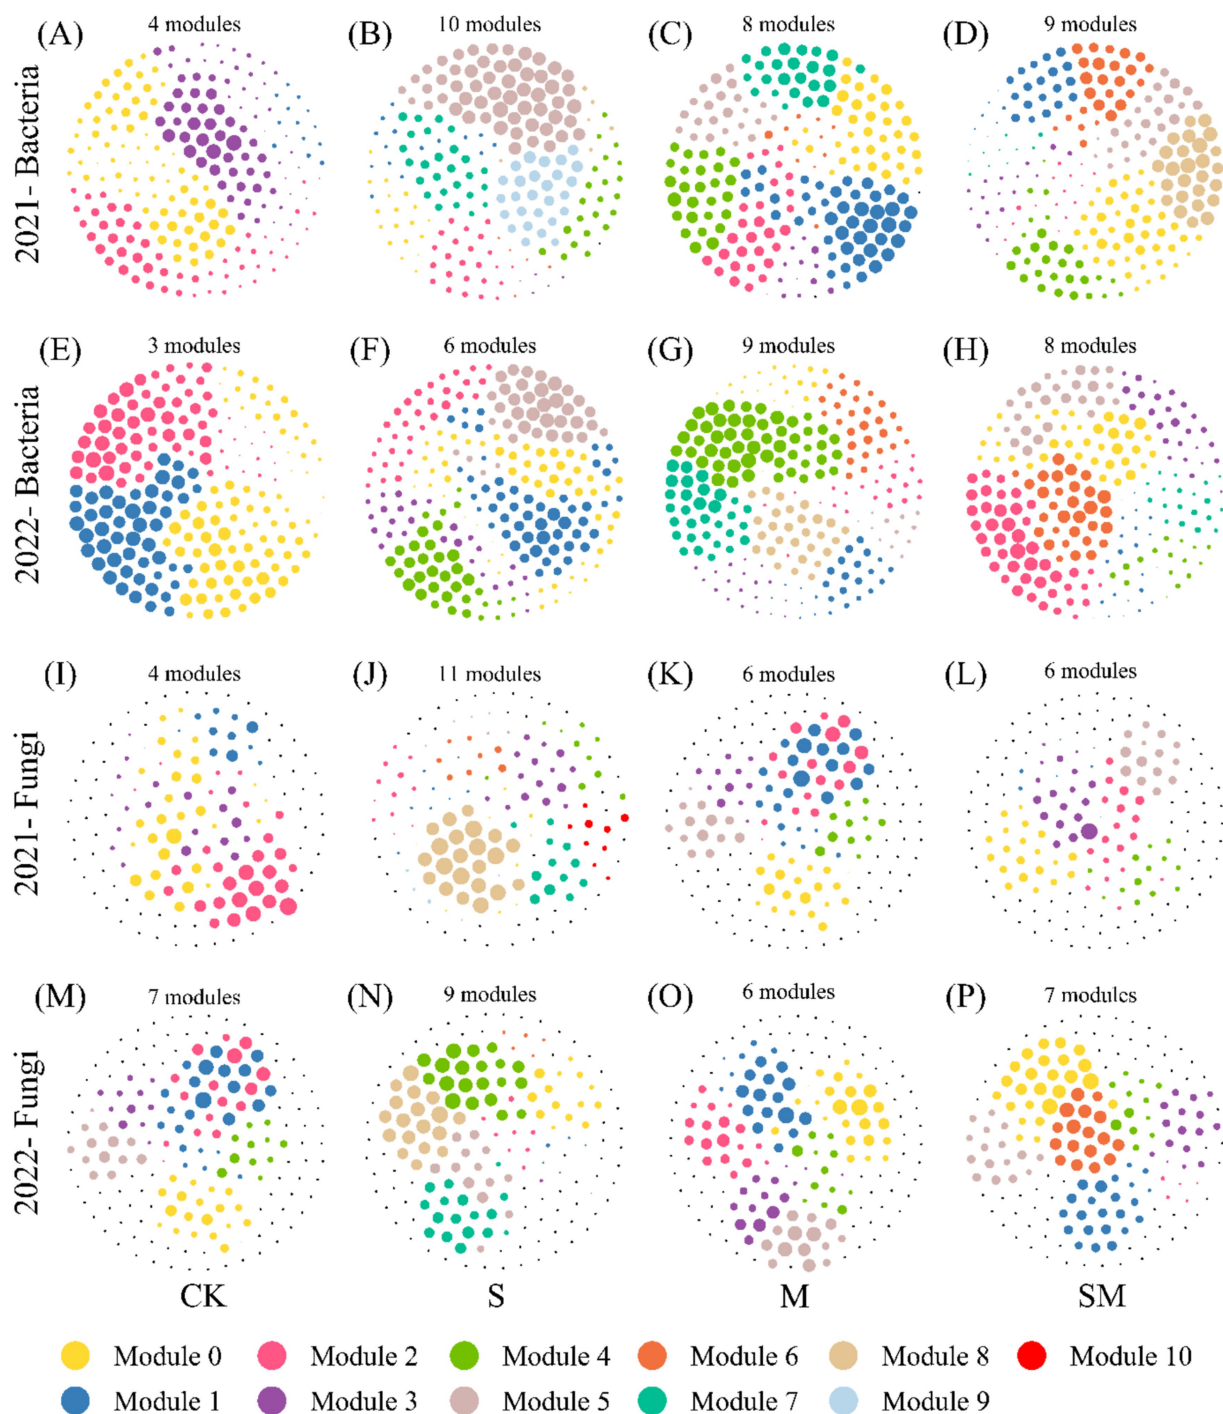 (A) 4 modules (B) 10 modules (C) 8 modules (D) 9 modules
2021- Bacteria
(E) 3 modules (F) 6 modules (G) 9 modules (H) 8 modules
2022- Bacteria
(I) 4 modules (J) 11 modules (K) 6 modules (L) 6 modules
2021- Fungi
(M) 7 modules (N) 9 modules (O) 6 modules (P) 7 modules
2022- Fungi
CK S M SM
Module 0 Module 2 Module 4 Module 6 Module 8 Module 10
Module 1 Module 3 Module 5 Module 7 Module 9